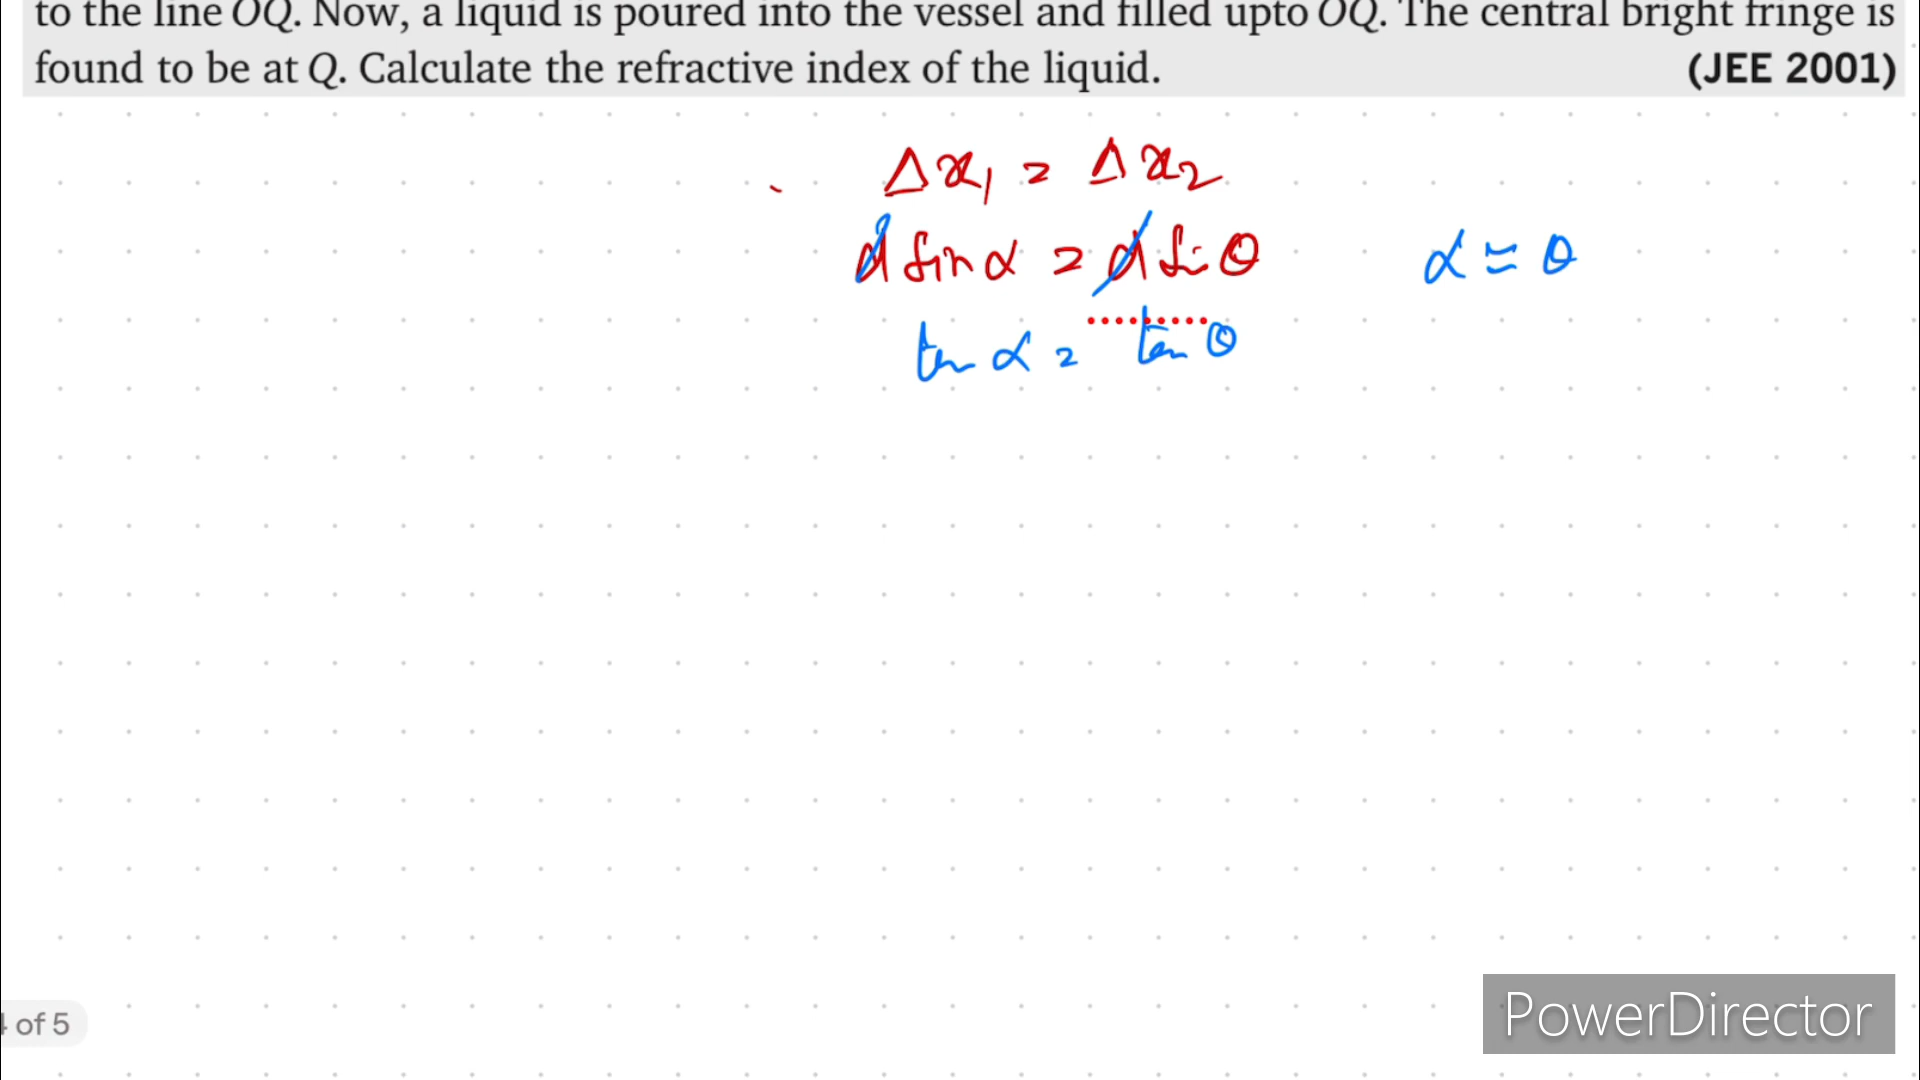 to the line OQ. Now, a liquid is poured into the vessel and filled upto OQ. The central bright fringe is
found to be at Q. Calculate the refractive index of the liquid. (JEE 2001)
Δx₁ = Δx₂
d sin α = d sin θ
α ≈ θ
tan α = tan θ
4 of 5
PowerDirector